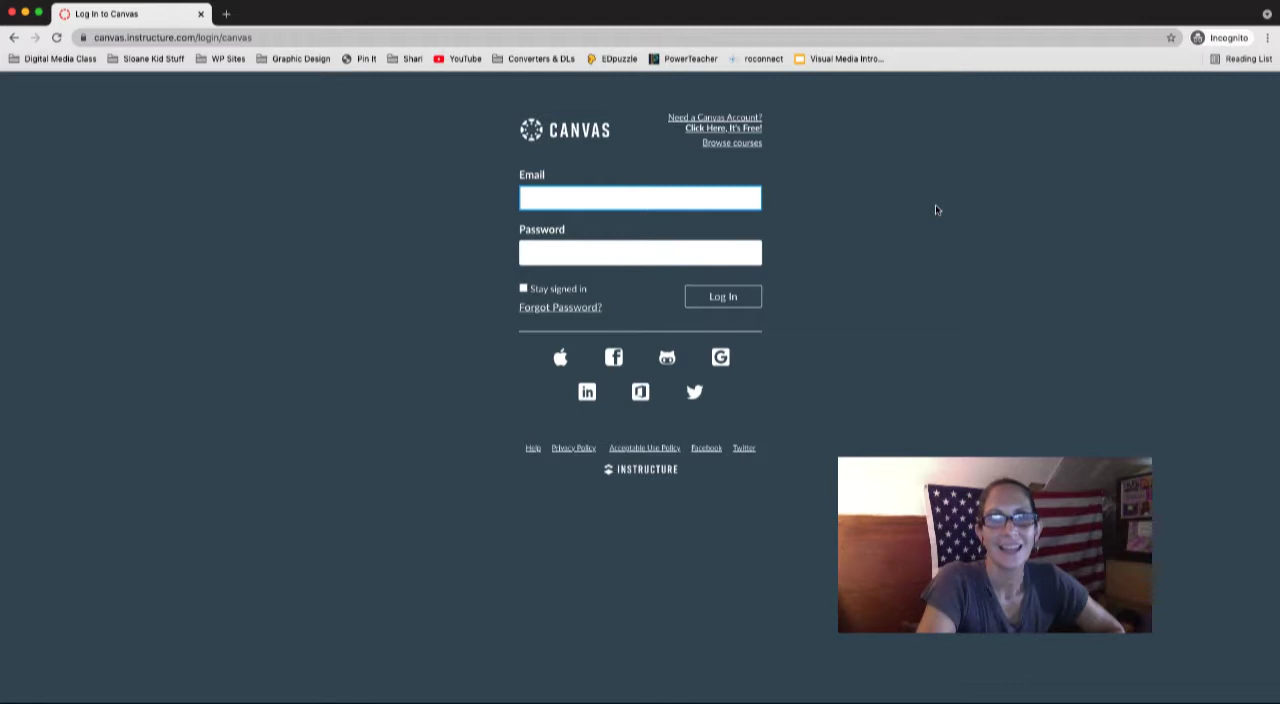 Log In to Canvas
canvas.instructure.com/login/canvas
Incognito
Digital Media Class Sloane Kid Stuff WP Sites Graphic Design Pin It Shari YouTube Converters & DLs EDpuzzle PowerTeacher roconnect Visual Media Intro... Reading List
CANVAS
Need a Canvas Account?
Click Here, It's Free!
Browse courses
Email
Password
Stay signed in
Forgot Password?
Log In
Help Privacy Policy Acceptable Use Policy Facebook Twitter
INSTRUCTURE